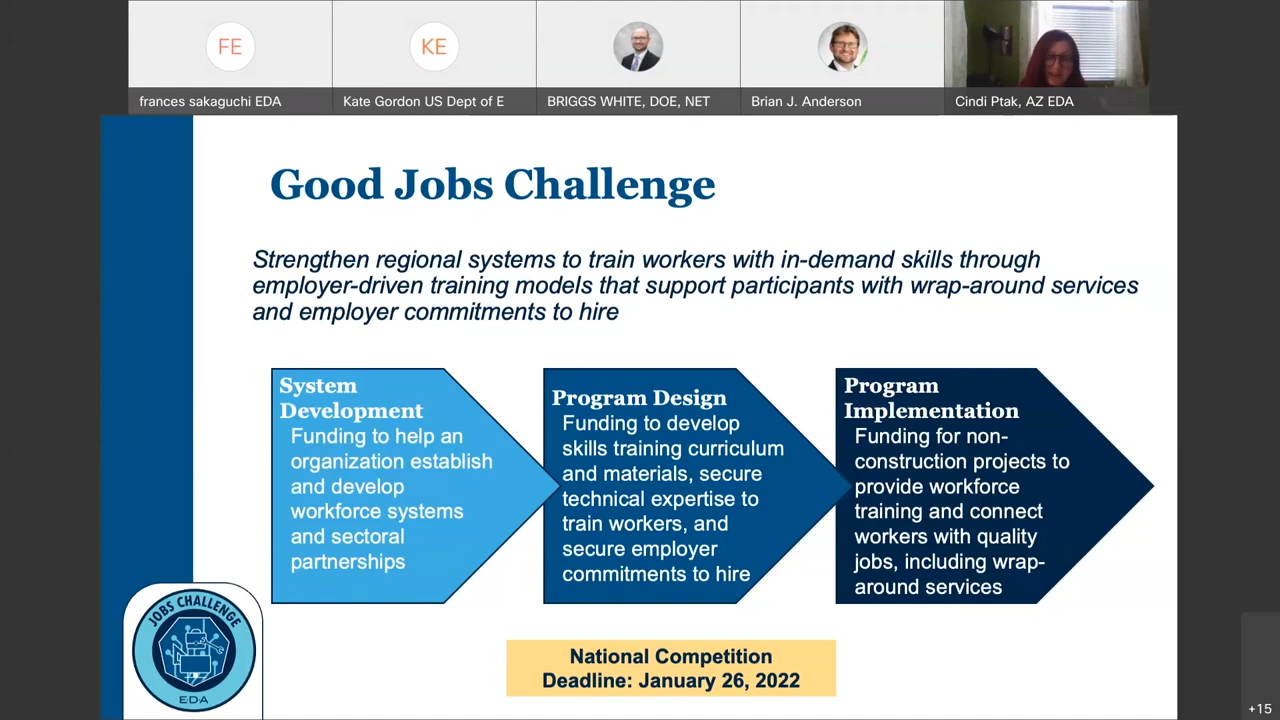 FE
KE
frances sakaguchi EDA
Kate Gordon US Dept of E
BRIGGS WHITE, DOE, NET
Brian J. Anderson
Cindi Ptak, AZ EDA
Good Jobs Challenge
Strengthen regional systems to train workers with in-demand skills through
employer-driven training models that support participants with wrap-around services
and employer commitments to hire
System
Development
Funding to help an
organization establish
and develop
workforce systems
and sectoral
partnerships
Program Design
Funding to develop
skills training curriculum
and materials, secure
technical expertise to
train workers, and
secure employer
commitments to hire
Program
Implementation
Funding for non-
construction projects to
provide workforce
training and connect
workers with quality
jobs, including wrap-
around services
JOBS CHALLENGE
E·D·A
National Competition
Deadline: January 26, 2022
+15